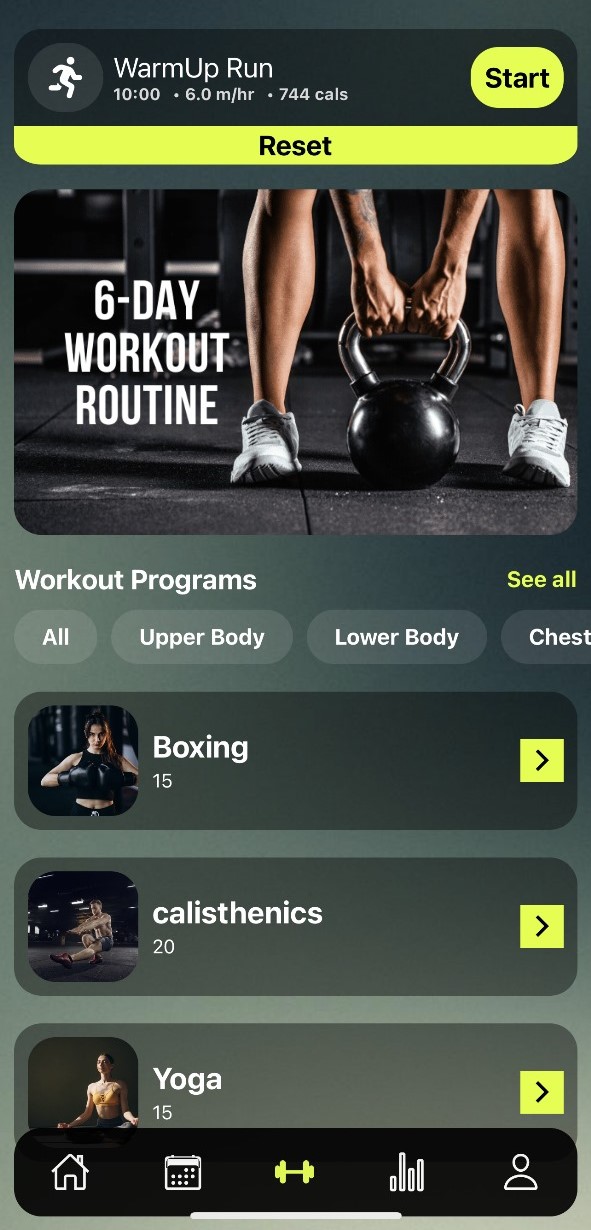 WarmUp Run
10:00 • 6.0 m/hr • 744 cals
Start
Reset
6-DAY
WORKOUT
ROUTINE
Workout Programs
See all
All
Upper Body
Lower Body
Chest
Boxing
15
calisthenics
20
Yoga
15